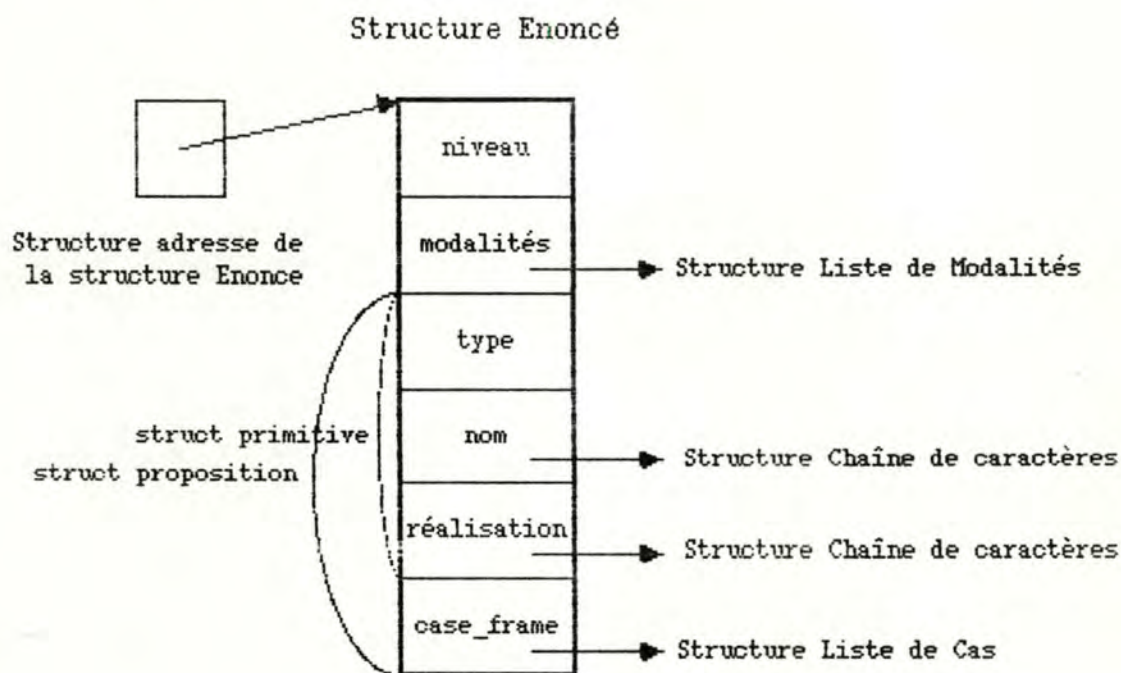 Structure Enoncé
niveau
Structure adresse de
la structure Enonce
modalités
Structure Liste de Modalités
type
struct primitive
nom
Structure Chaîne de caractères
struct proposition
réalisation
Structure Chaîne de caractères
case_frame
Structure Liste de Cas